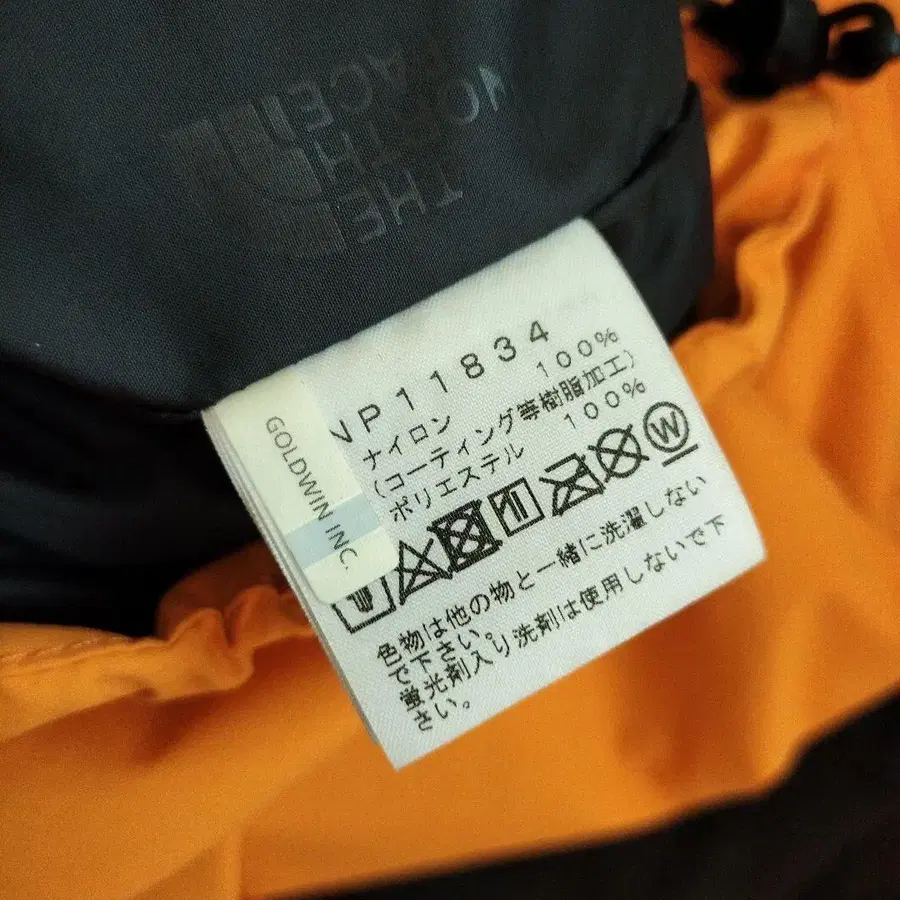 THE
NORTH
FACE
GOLDWIN INC.
NP11834
ナイロン 100%
(コーティング等樹脂加工)
ポリエステル 100%
W
色物は他の物と一緒に洗濯しない
で下さい。
蛍光剤入り洗剤は使用しないで下
さい。